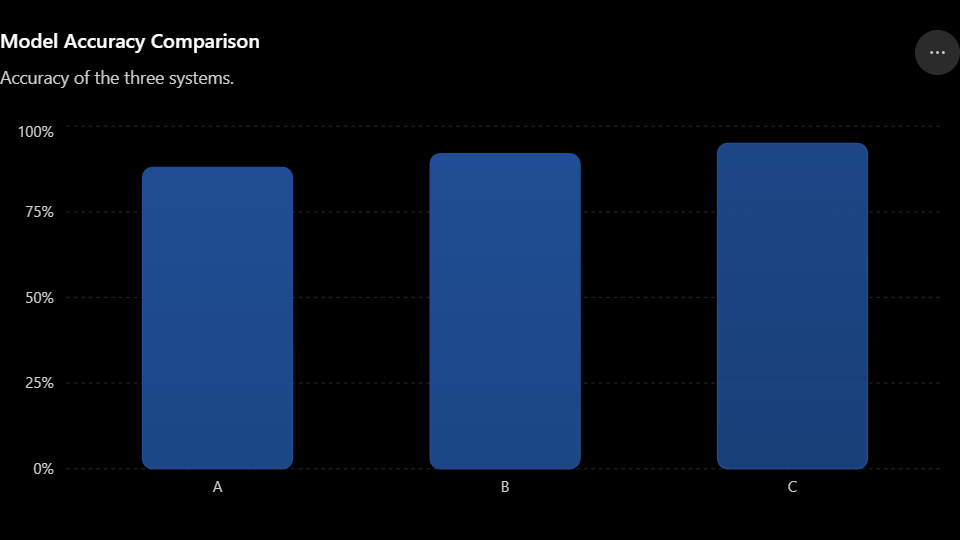 Model Accuracy Comparison
Accuracy of the three systems.
100%
75%
50%
25%
0%
A
B
C